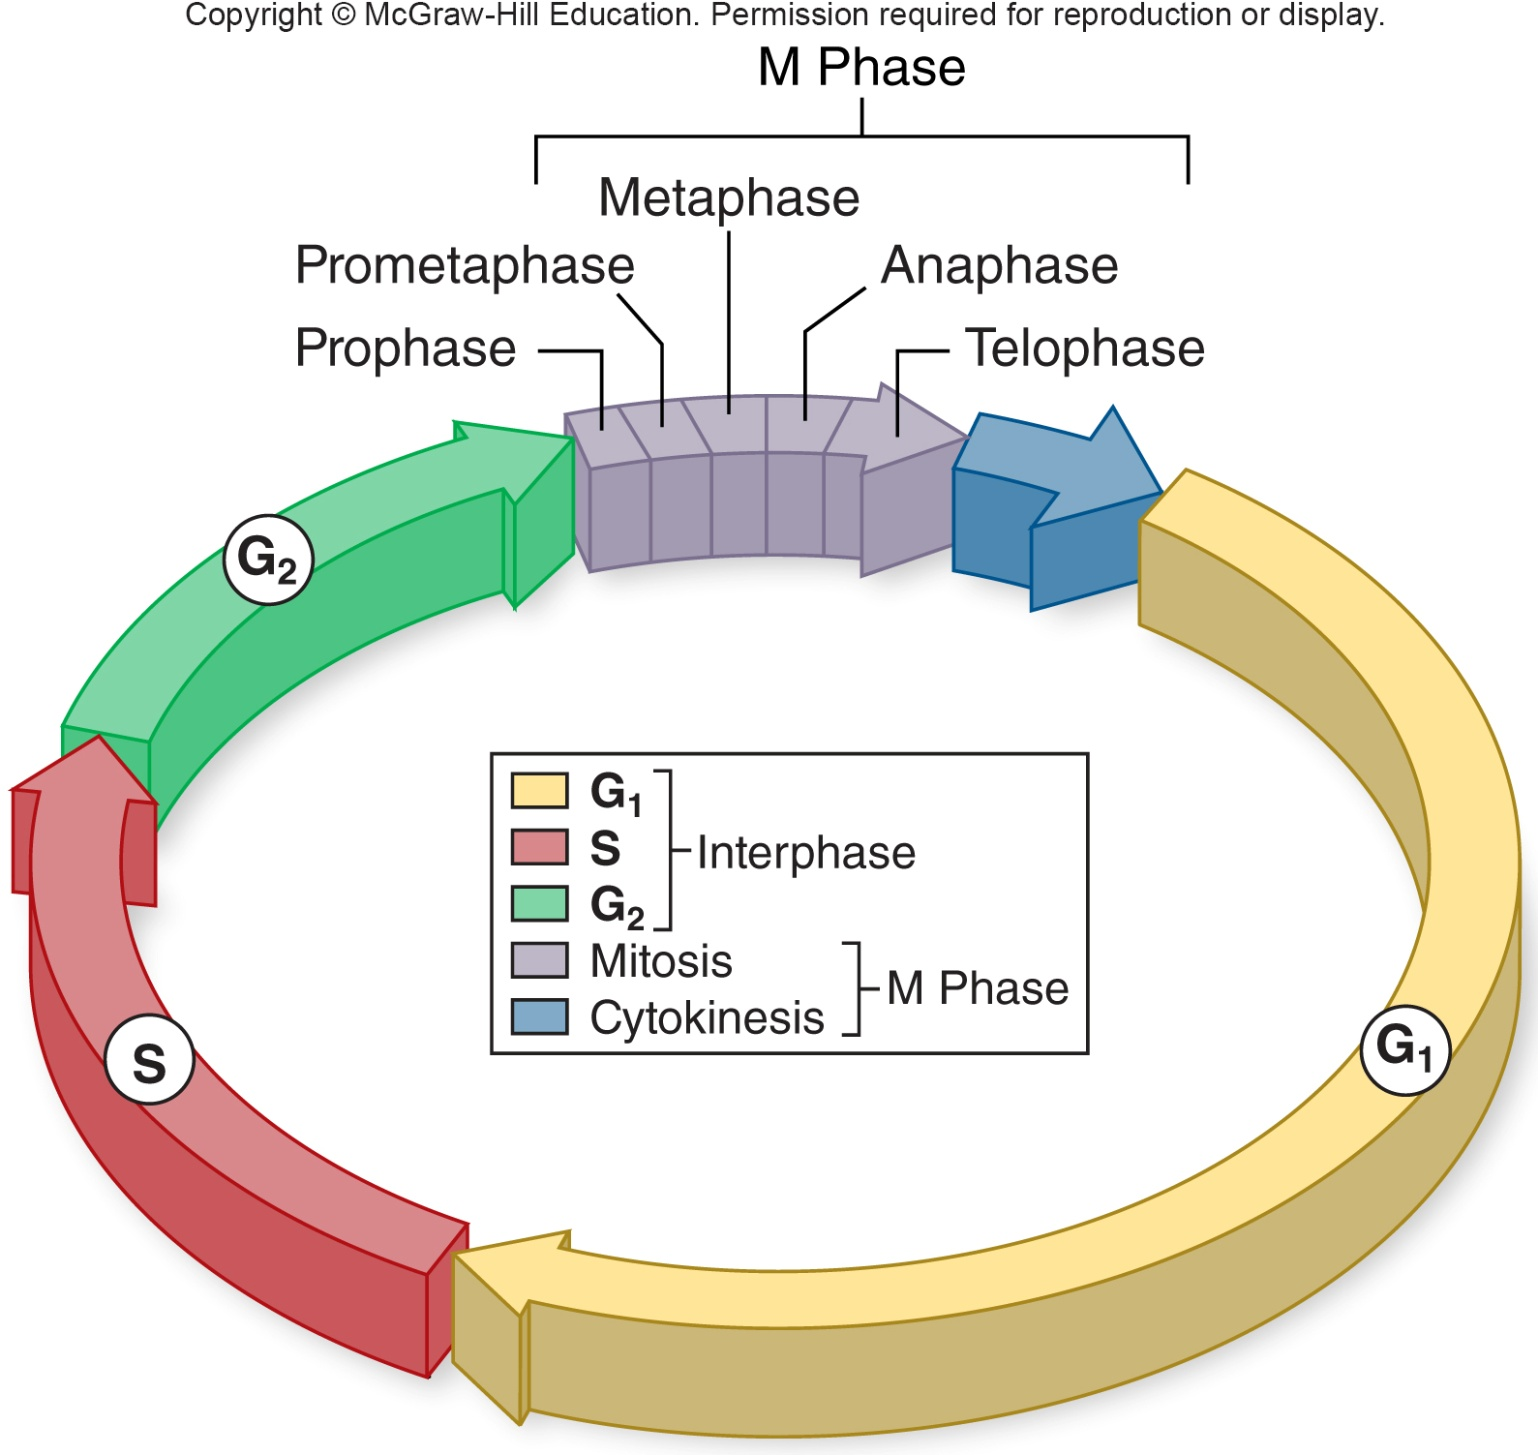 Copyright © McGraw-Hill Education. Permission required for reproduction or display.
M Phase
Metaphase
Prometaphase
Anaphase
Prophase
Telophase
G₂
G₁
S
Interphase
G₂
Mitosis
M Phase
Cytokinesis
G₁
S